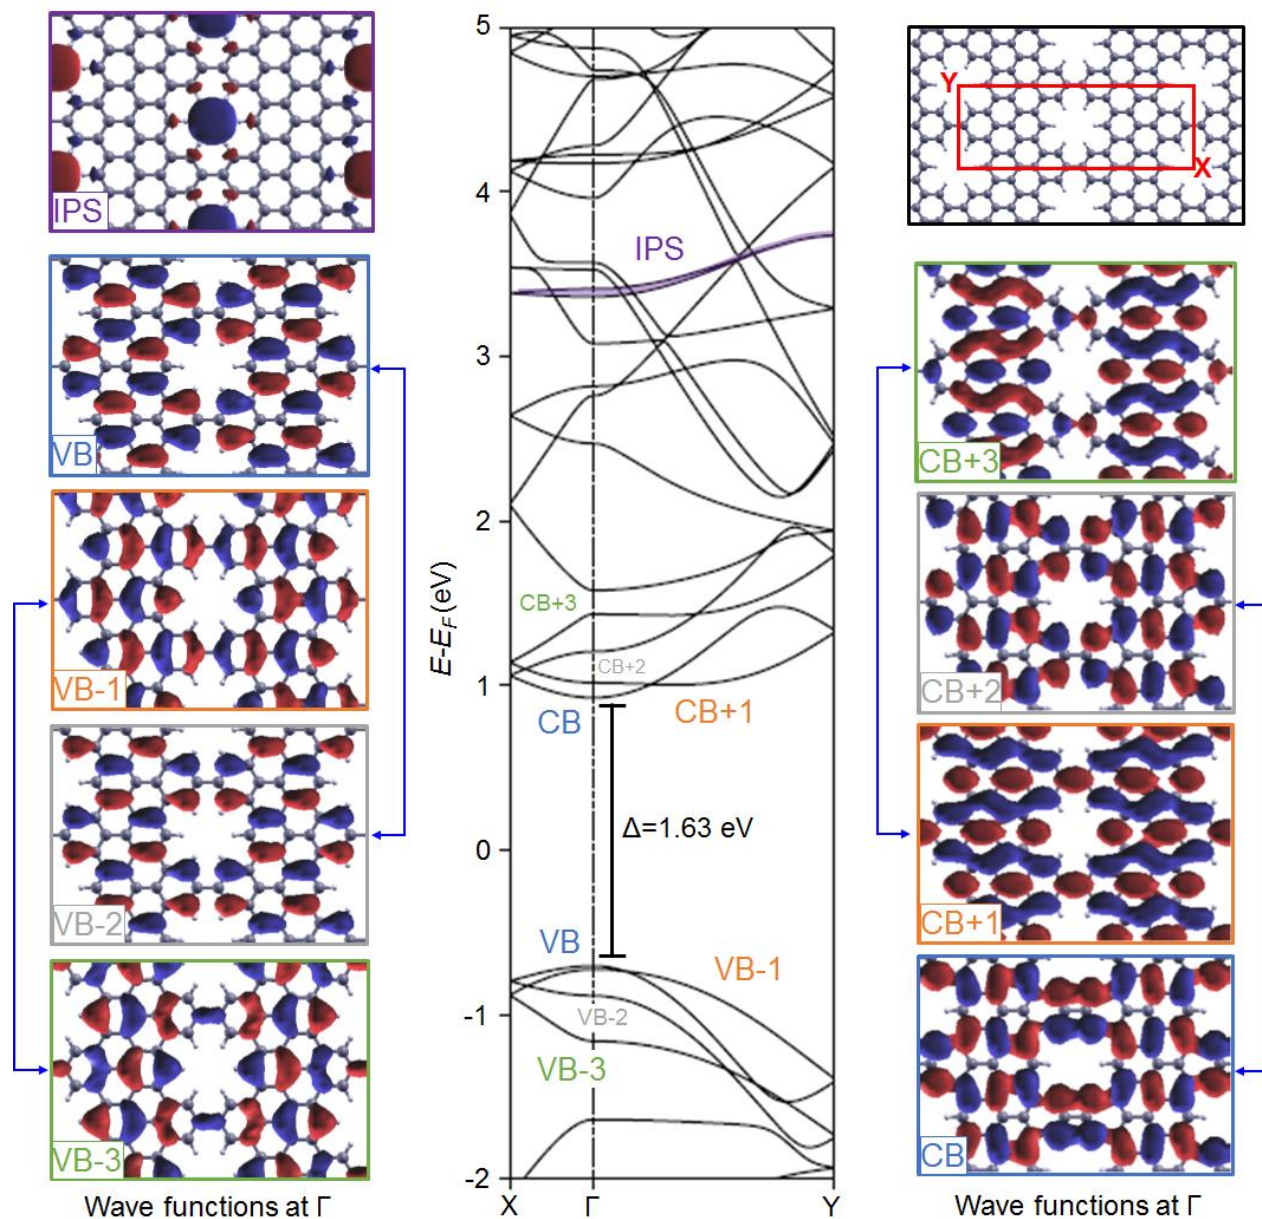 IPS
VB
VB-1
VB-2
VB-3
Wave functions at Γ
E-E_F (eV)
5
4
3
2
1
0
-1
-2
IPS
CB+3
CB+2
CB
CB+1
Δ=1.63 eV
VB
VB-1
VB-2
VB-3
X
Γ
Y
Y
X
CB+3
CB+2
CB+1
CB
Wave functions at Γ